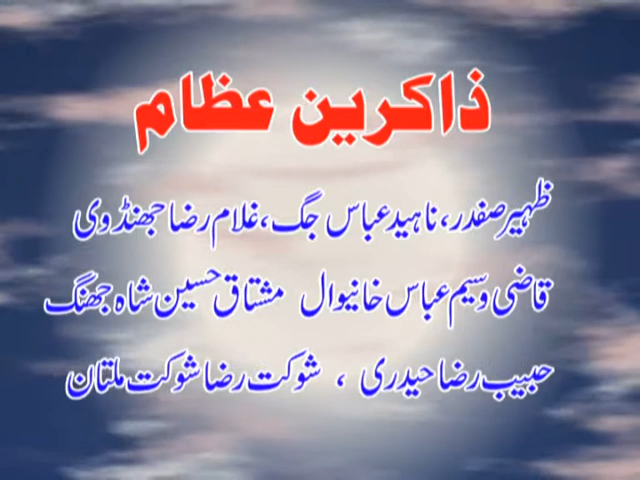 ذاکرین عظام
ظہیر صفدر، ناہید عباس جگ، غلام رضا جھنڈوی
قاضی وسیم عباس خانیوال مشتاق حسین شاہ جھنگ
حبیب رضا حیدری ، شوکت رضا شوکت ملتان